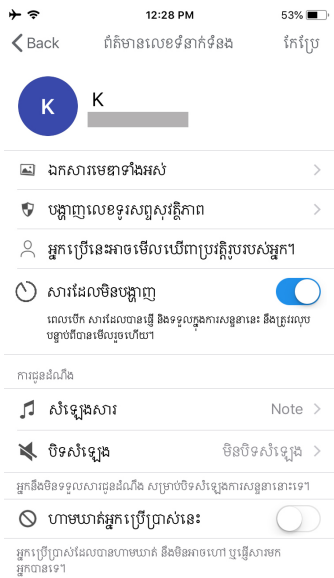 12:28 PM 53%
Back ព័ត៌មានលេខទំនាក់ទំនង កែប្រែ
K K
ឯកសារមេឌាទាំងអស់
បង្ហាញលេខទូរសព្ទសុវត្ថិភាព
អ្នកប្រើនេះអាចមើលឃើញប្រវត្តិរូបរបស់អ្នក។
សារដែលមិនបង្ហាញ
ពេលបើក សារដែលបានផ្ញើ និងទទួលក្នុងការសន្ទនានេះ នឹងត្រូវរលុប
បន្ទាប់ពីបានមើលរួចហើយ។
ការជូនដំណឹង
សំឡេងសារ Note
បិទសំឡេង មិនបិទសំឡេង
អ្នកនឹងមិនទទួលសារជូនដំណឹង សម្រាប់បិទសំឡេងការសន្ទនានោះទេ។
ហាមឃាត់អ្នកប្រើប្រាស់នេះ
អ្នកប្រើប្រាស់ដែលបានហាមឃាត់ នឹងមិនអាចហៅ ឬផ្ញើសារមក
អ្នកបានទេ។